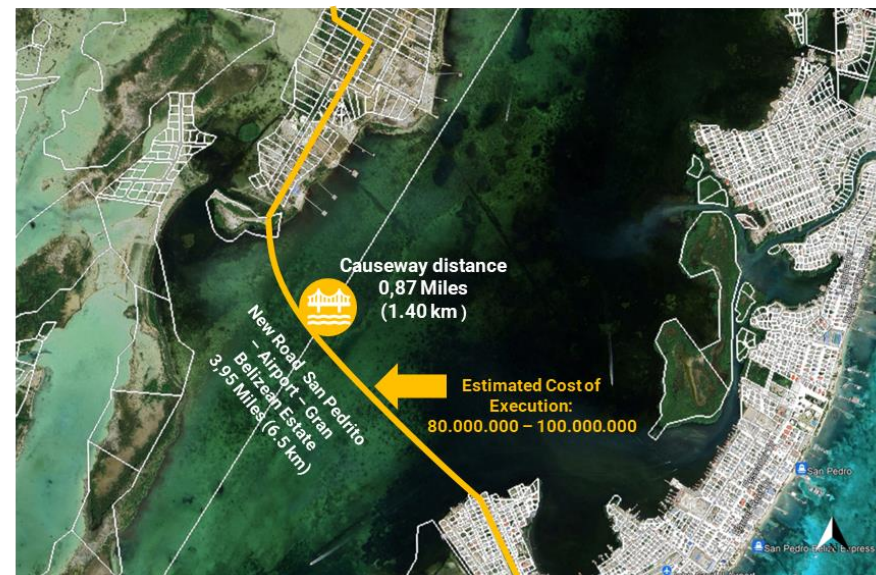 Causeway distance
0,87 Miles
(1.40 km )
New Road San Pedrito
– Airport – Gran
Belizean Estate
3,95 Miles (6.5 km)
Estimated Cost of
Execution:
80.000.000 – 100.000.000
San Pedro
San Pedro Belize Express